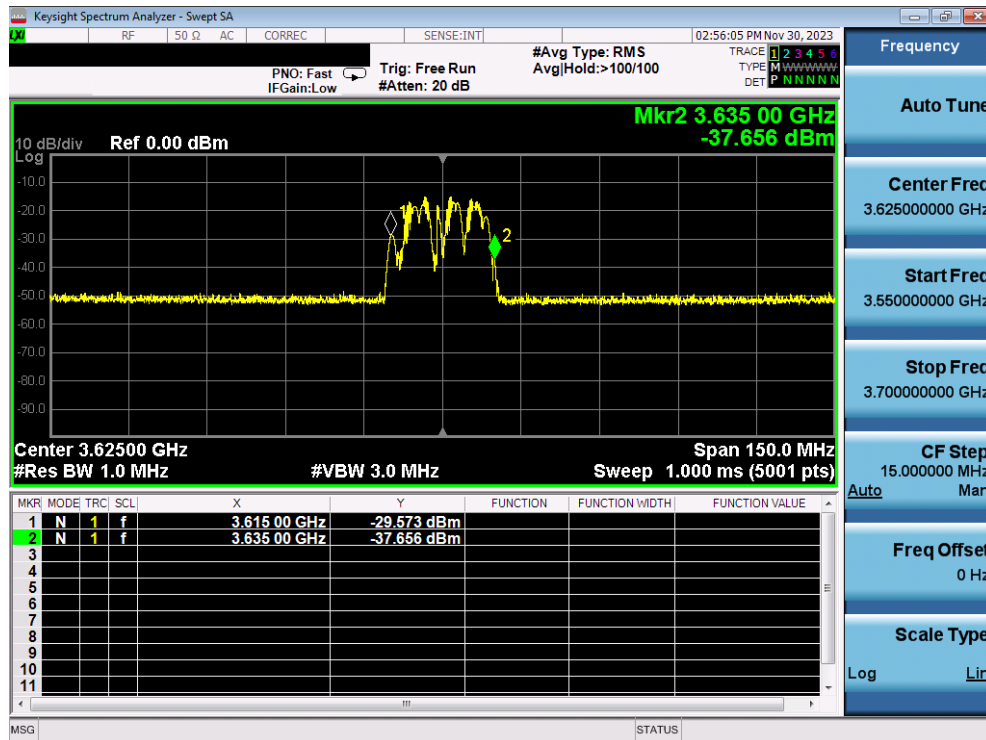 Keysight Spectrum Analyzer - Swept SA
LXI RF 50 Ω AC CORREC SENSE:INT 02:56:05 PM Nov 30, 2023
PNO: Fast
IFGain:Low
Trig: Free Run
#Atten: 20 dB
#Avg Type: RMS
Avg|Hold:>100/100
TRACE 1 2 3 4 5 6
TYPE M W W W W W
DET P N N N N N
Mkr2 3.635 00 GHz
-37.656 dBm
10 dB/div Ref 0.00 dBm
Log
-10.0
-20.0
-30.0
-40.0
-50.0
-60.0
-70.0
-80.0
-90.0
1
2
Center 3.62500 GHz Span 150.0 MHz
#Res BW 1.0 MHz #VBW 3.0 MHz Sweep 1.000 ms (5001 pts)
MKR MODE TRC SCL X Y FUNCTION FUNCTION WIDTH FUNCTION VALUE
1 N 1 f 3.615 00 GHz -29.573 dBm
2 N 1 f 3.635 00 GHz -37.656 dBm
3
4
5
6
7
8
9
10
11
MSG STATUS
Frequency
Auto Tune
Center Freq
3.625000000 GHz
Start Freq
3.550000000 GHz
Stop Freq
3.700000000 GHz
CF Step
15.000000 MHz
Auto Man
Freq Offset
0 Hz
Scale Type
Log Lin